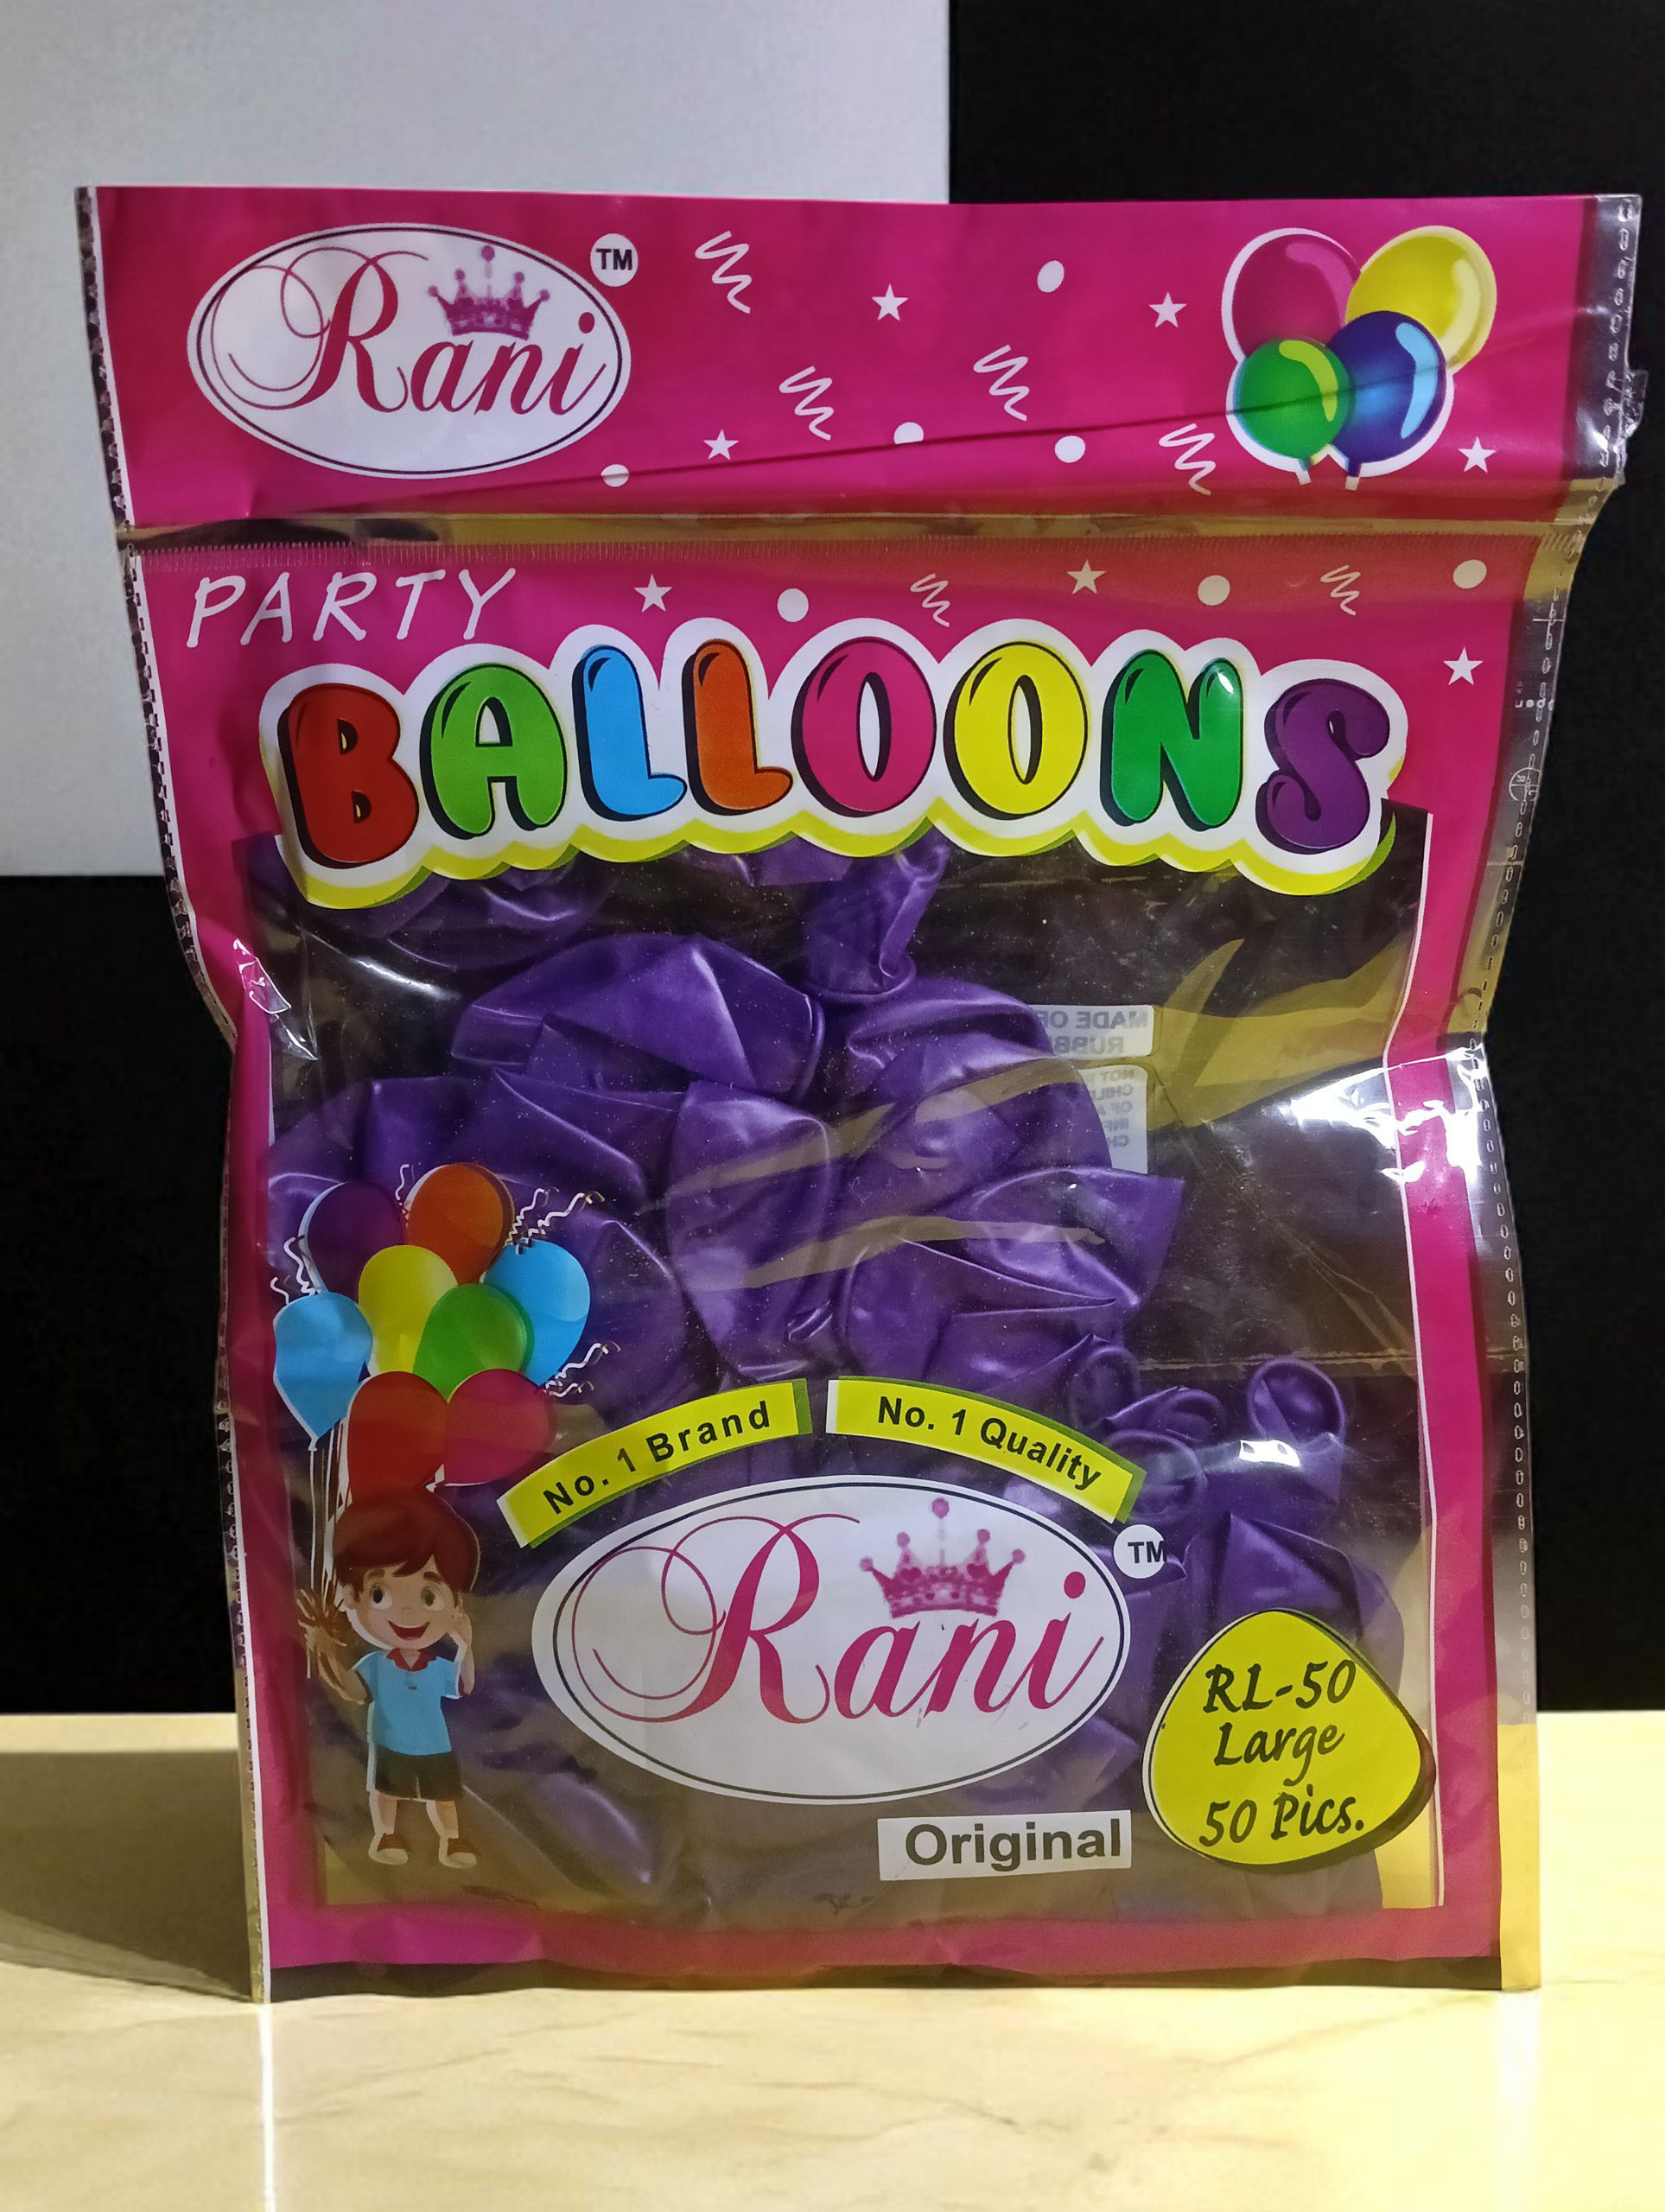 Rani TM
PARTY
BALLOONS
MADE OF
No. 1 Brand
No. 1 Quality
Rani TM
RL-50
Large
50 Pics.
Original